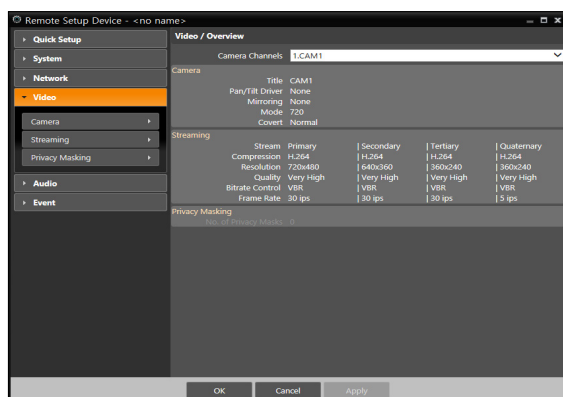 Remote Setup Device - <no name>
Quick Setup
System
Network
Video
Camera
Streaming
Privacy Masking
Audio
Event
Video / Overview
Camera Channels 1.CAM1
Camera
Title CAM1
Pan/Tilt Driver None
Mirroring None
Mode 720
Covert Normal
Streaming
Stream Primary | Secondary | Tertiary | Quaternary
Compression H.264 | H.264 | H.264 | H.264
Resolution 720x480 | 640x360 | 360x240 | 360x240
Quality Very High | Very High | Very High | Very High
Bitrate Control VBR | VBR | VBR | VBR
Frame Rate 30 ips | 30 ips | 30 ips | 5 ips
Privacy Masking
No. of Privacy Masks 0
OK Cancel Apply